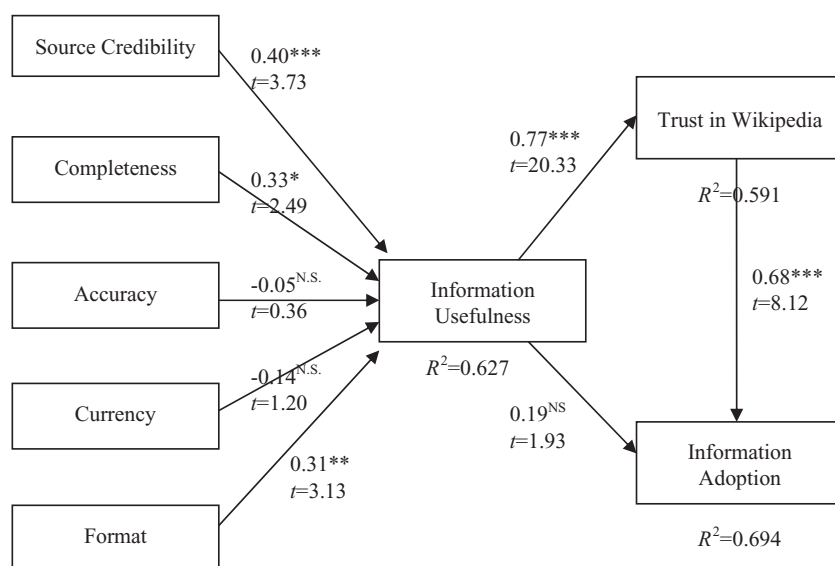 Source Credibility
0.40***
t=3.73
Completeness
0.33*
t=2.49
Accuracy
-0.05N.S.
t=0.36
Currency
-0.14N.S.
t=1.20
Format
0.31**
t=3.13
Information
Usefulness
R²=0.627
0.77***
t=20.33
Trust in Wikipedia
R²=0.591
0.68***
t=8.12
0.19NS
t=1.93
Information
Adoption
R²=0.694